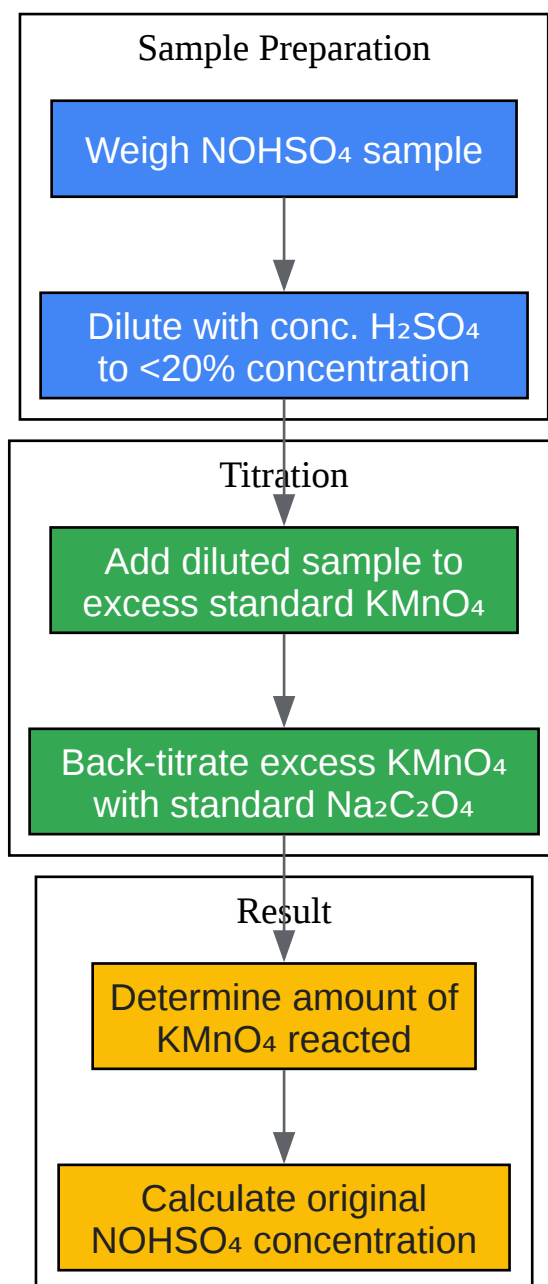 Sample Preparation
Weigh NOHSO₄ sample
Dilute with conc. H₂SO₄
to <20% concentration
Titration
Add diluted sample to
excess standard KMnO₄
Back-titrate excess KMnO₄
with standard Na₂C₂O₄
Result
Determine amount of
KMnO₄ reacted
Calculate original
NOHSO₄ concentration